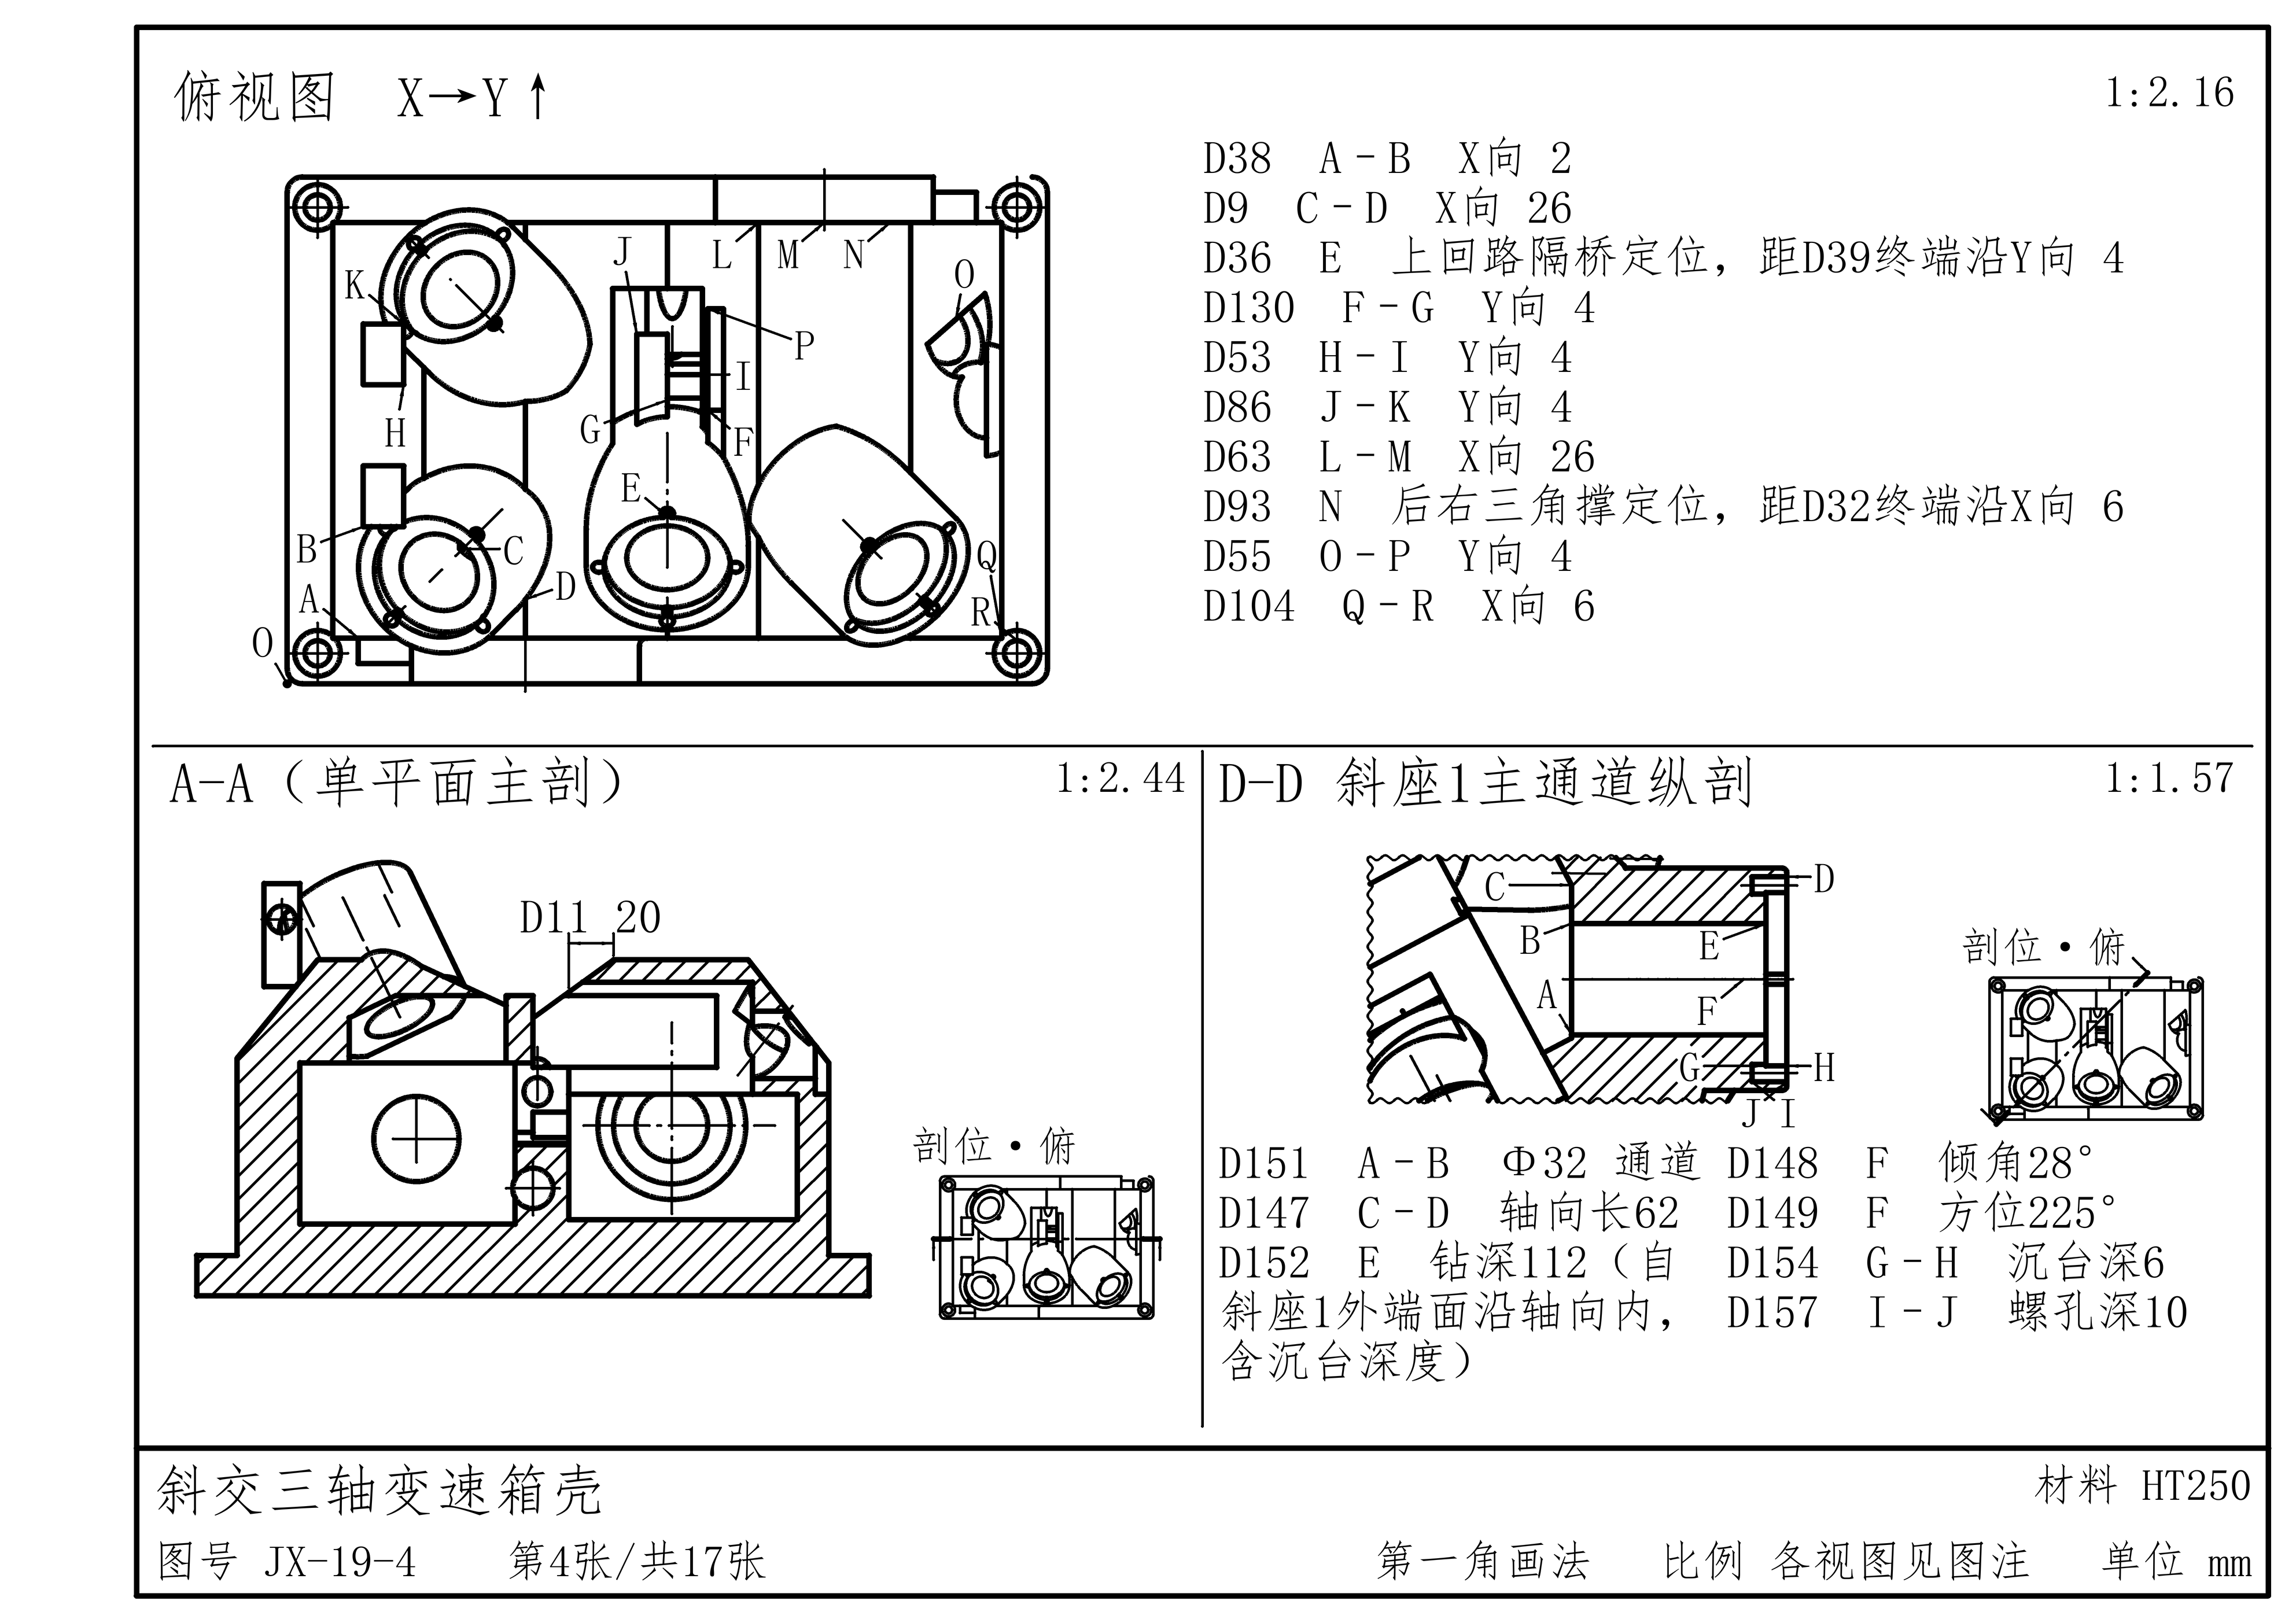 俯视图 X→Y↑
1:2.16
D38 A-B X向 2
D9 C-D X向 26
D36 E 上回路隔桥定位，距D39终端沿Y向 4
D130 F-G Y向 4
D53 H-I Y向 4
D86 J-K Y向 4
D63 L-M X向 26
D93 N 后右三角撑定位，距D32终端沿X向 6
D55 O-P Y向 4
D104 Q-R X向 6
J
L
M
N
O
K
P
I
H
G
F
E
B
C
Q
A
D
R
O
A-A（单平面主剖）
1:2.44
D11 20
剖位·俯
D-D 斜座1主通道纵剖
1:1.57
C
D
B
E
A
F
G
H
J I
剖位·俯
D151 A-B Φ32 通道
D147 C-D 轴向长62
D152 E 钻深112（自
斜座1外端面沿轴向内，
含沉台深度）
D148 F 倾角28°
D149 F 方位225°
D154 G-H 沉台深6
D157 I-J 螺孔深10
斜交三轴变速箱壳
材料 HT250
图号 JX-19-4 第4张/共17张
第一角画法 比例 各视图见图注 单位 mm